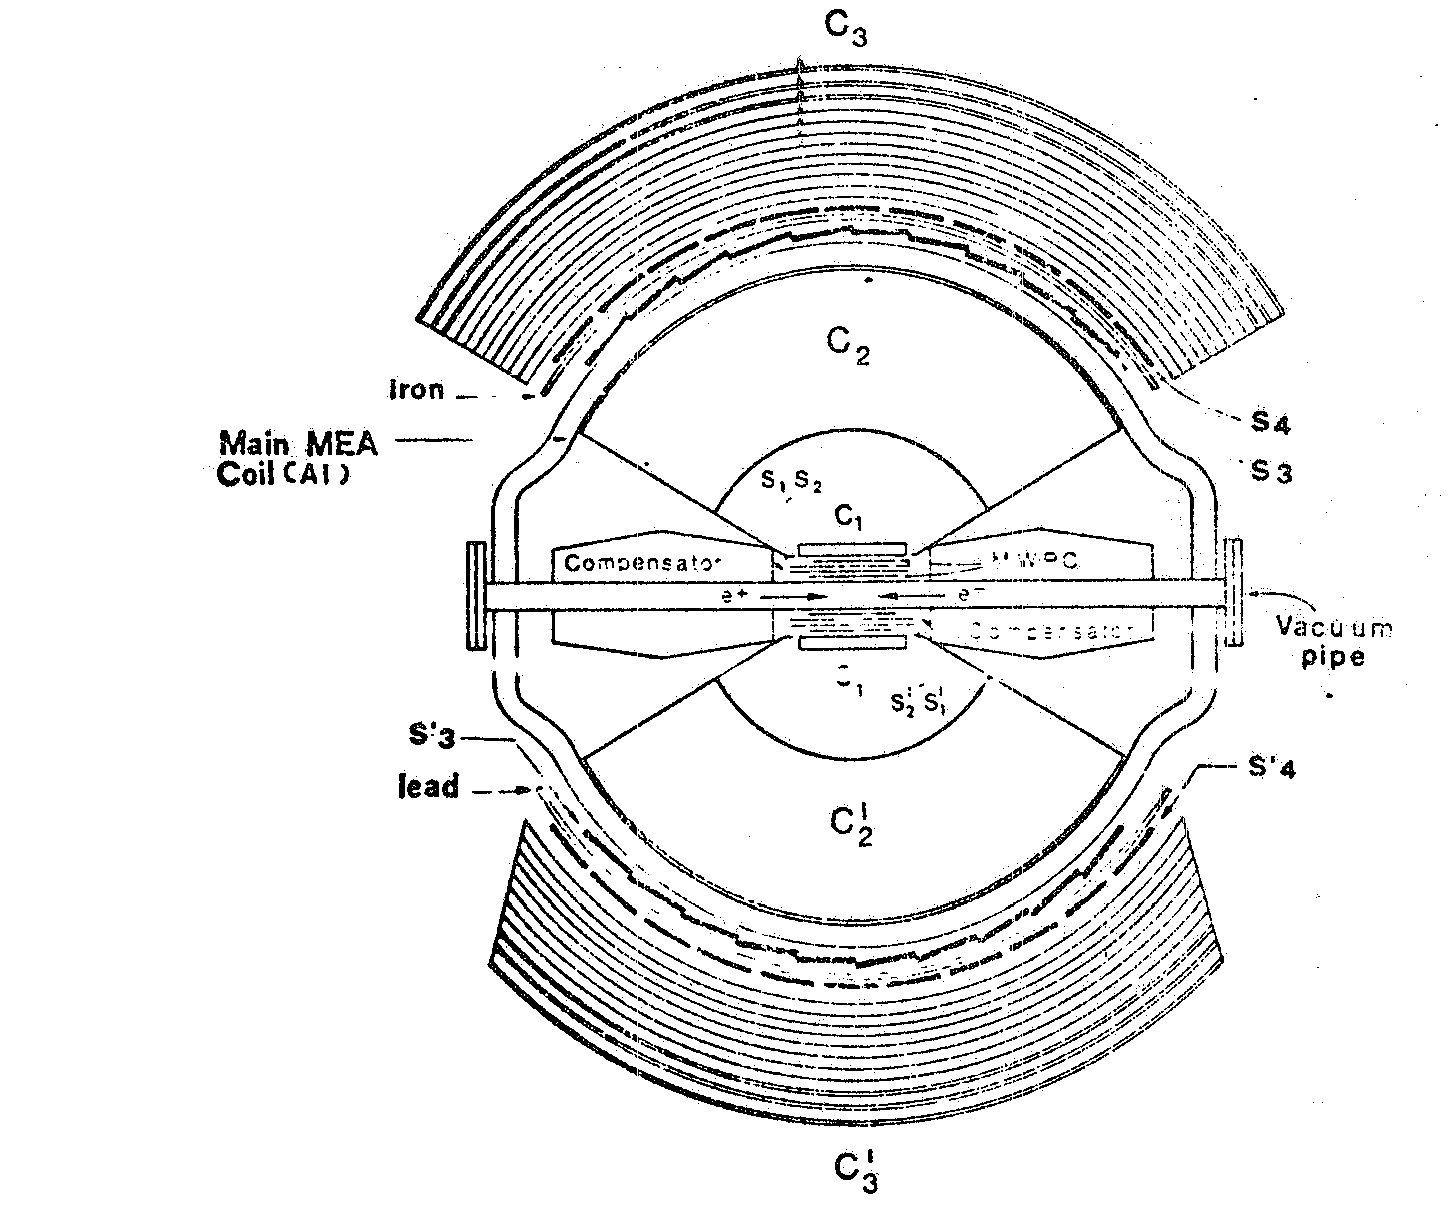 C3
C2
Iron
S4
Main MEA
Coil (Al)
S3
S1 S2
C1
Compensator
MWPC
e+
e−
Compensator
Vacuum
pipe
C1
S'2 S'1
S'3
S'4
lead
C'2
C'3